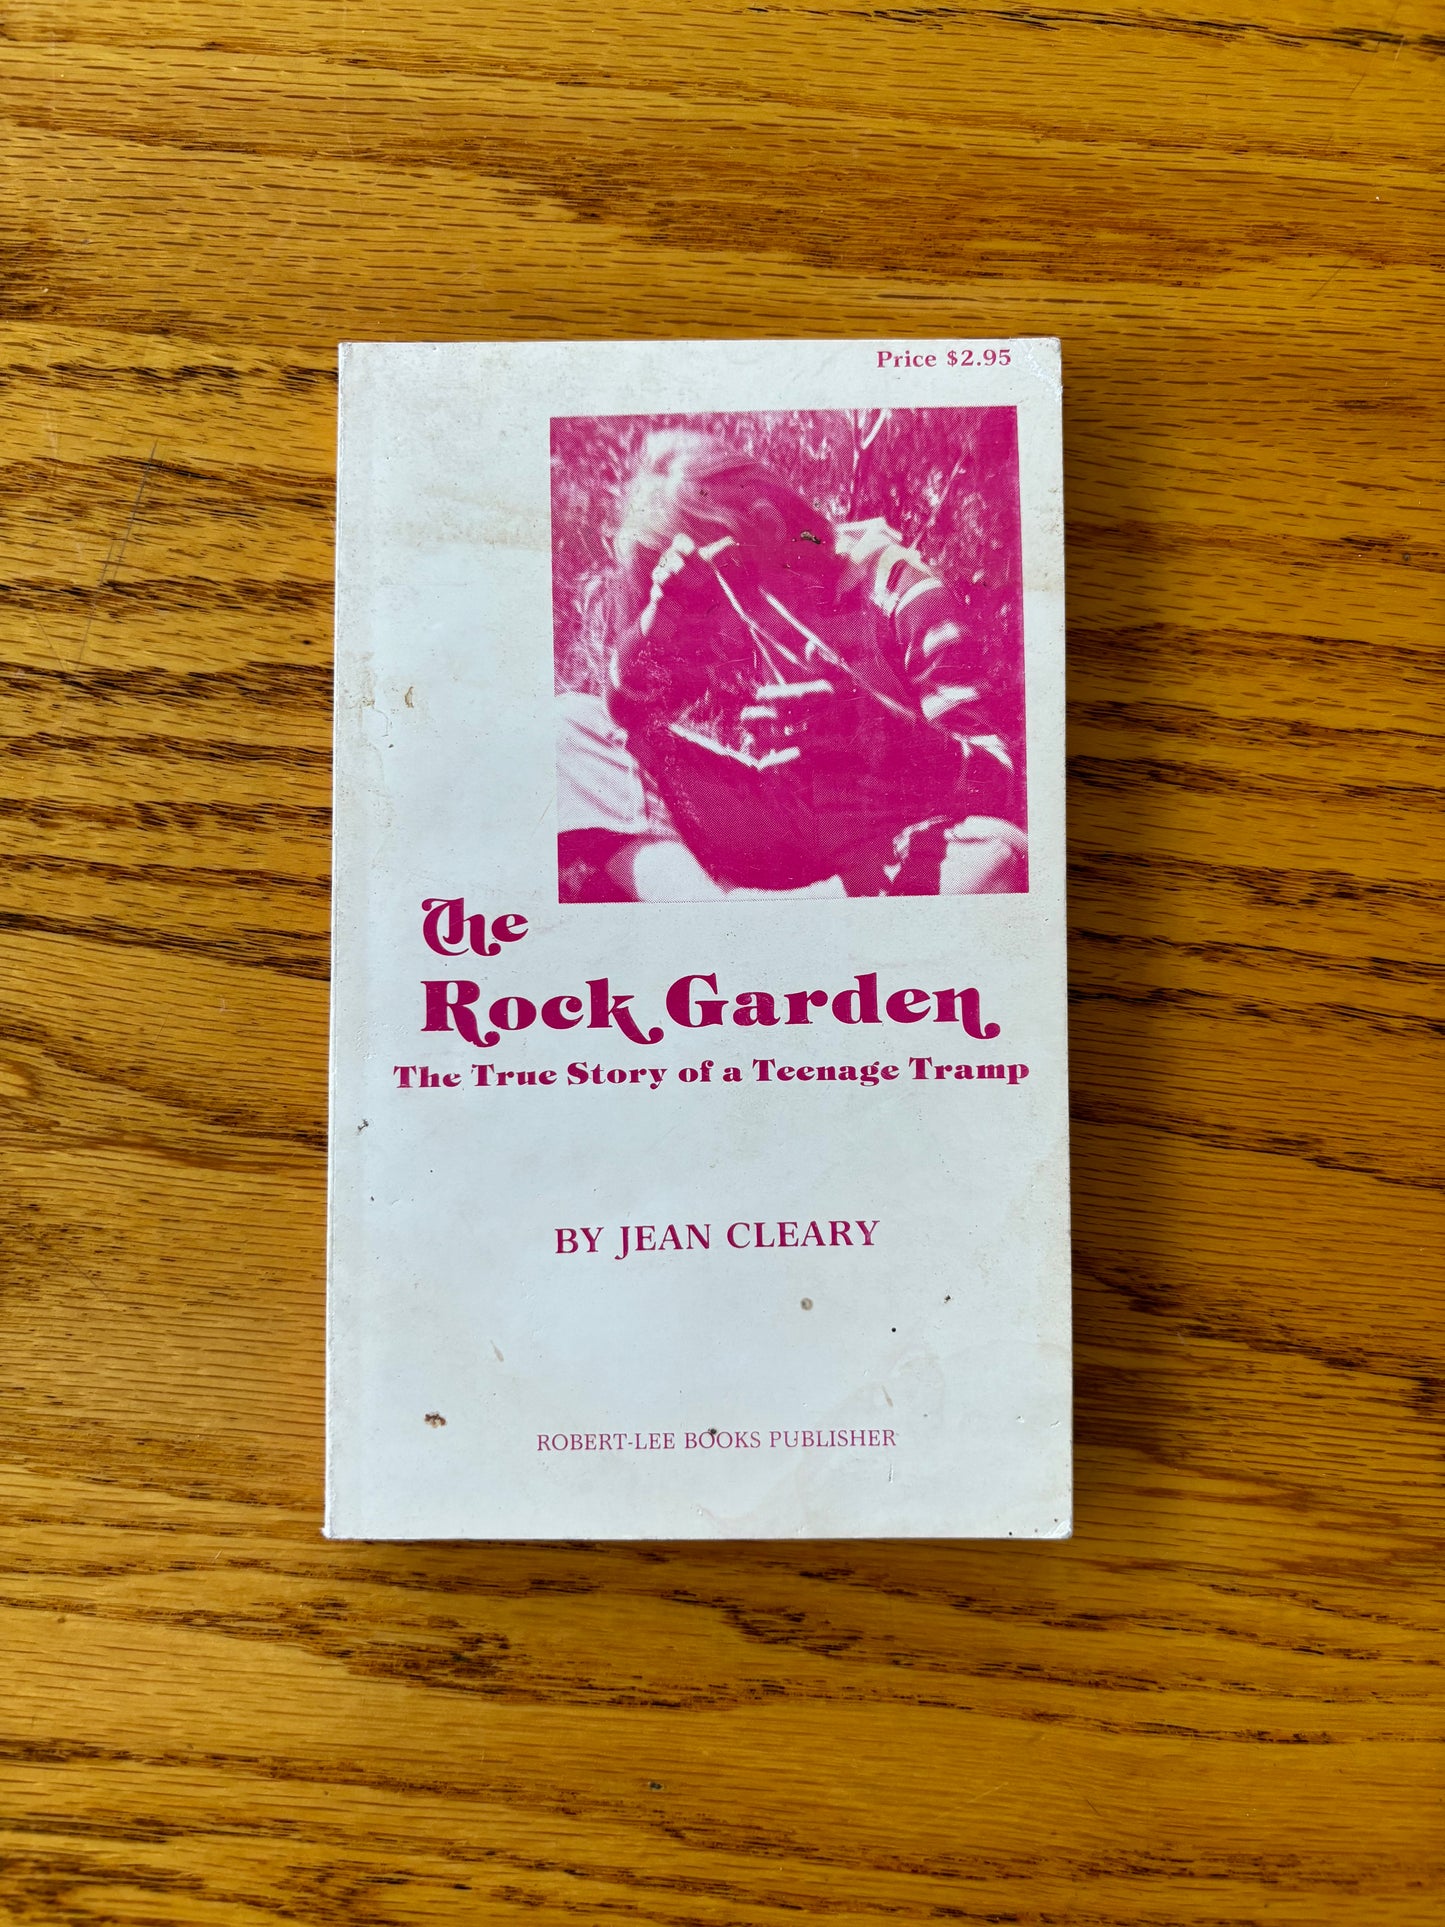 Price $2.95
The
Rock Garden
The True Story of a Teenage Tramp
BY JEAN CLEARY
ROBERT-LEE BOOKS PUBLISHER